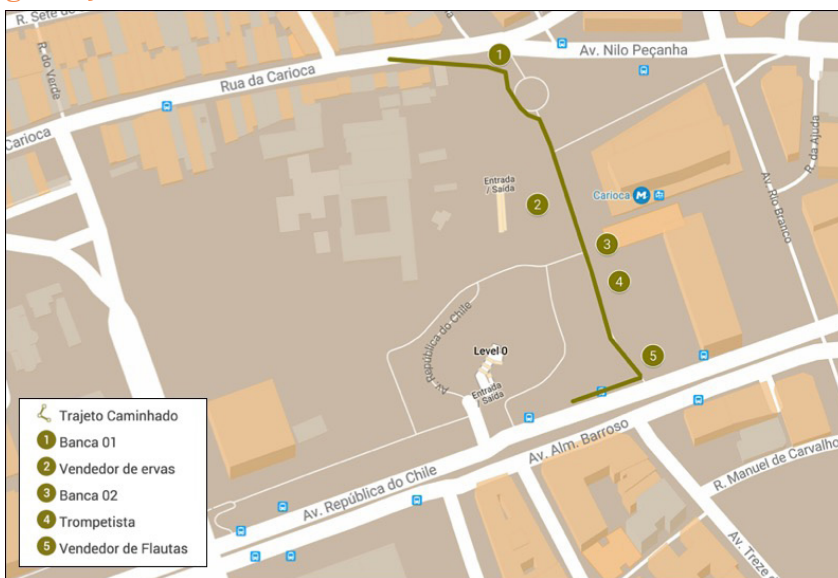 R. Sete de
R. do Verda
Rua da Carioca
Carioca
1
Av. Nilo Peçanha
R. da Ajuda
Entrada
/ Saída
Carioca
2
Av. Rio Branco
3
4
Av. República do Chile
Level 0
5
Entrada
/ Saída
Trajeto Caminhado
1 Banca 01
2 Vendedor de ervas
3 Banca 02
4 Trompetista
5 Vendedor de Flautas
Av. República do Chile
Av. Alm. Barroso
R. Manuel de Carvalho
Av. Treze